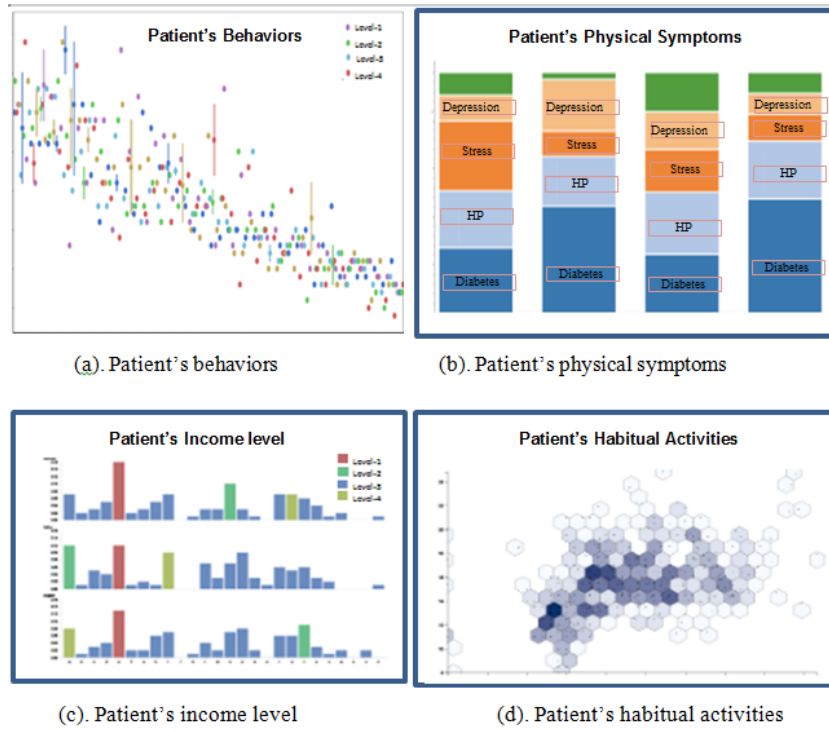 Patient's Behaviors
Level-1
Level-2
Level-3
Level-4
(a). Patient's behaviors
Patient's Physical Symptoms
Depression
Stress
HP
Diabetes
Depression
Stress
HP
Diabetes
Depression
Stress
HP
Diabetes
Depression
Stress
HP
Diabetes
(b). Patient's physical symptoms
Patient's Income level
Level-1
Level-2
Level-3
Level-4
(c). Patient's income level
Patient's Habitual Activities
(d). Patient's habitual activities